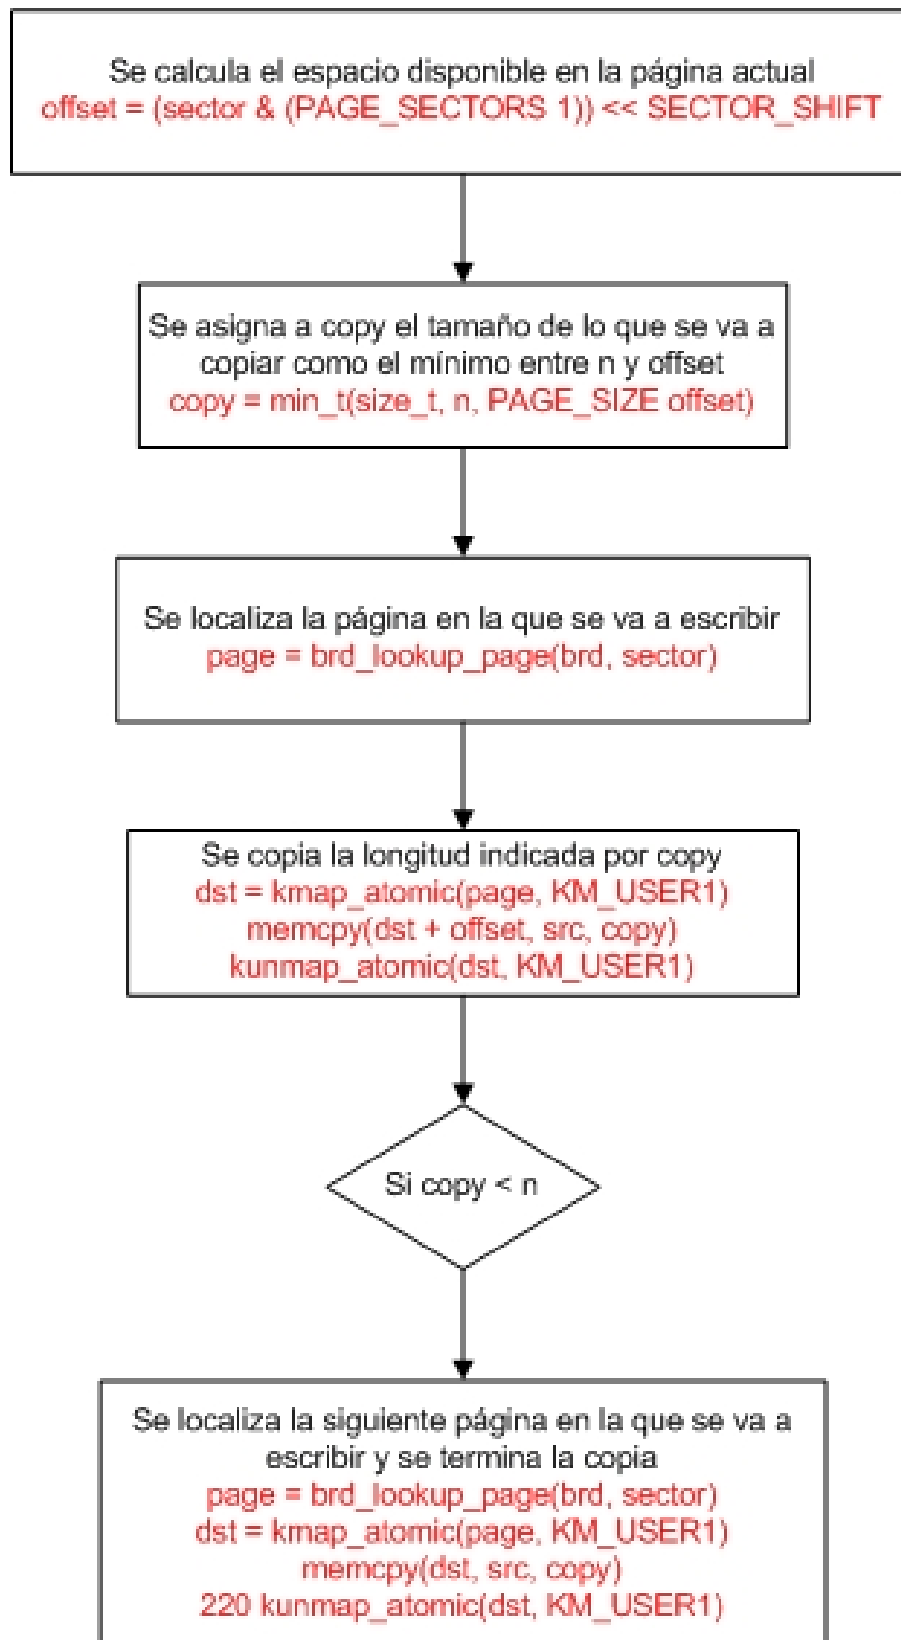 Se calcula el espacio disponible en la página actual
offset = (sector & (PAGE_SECTORS 1)) << SECTOR_SHIFT
Se asigna a copy el tamaño de lo que se va a
copiar como el mínimo entre n y offset
copy = min_t(size_t, n, PAGE_SIZE offset)
Se localiza la página en la que se va a escribir
page = brd_lookup_page(brd, sector)
Se copia la longitud indicada por copy
dst = kmap_atomic(page, KM_USER1)
memcpy(dst + offset, src, copy)
kunmap_atomic(dst, KM_USER1)
Si copy < n
Se localiza la siguiente página en la que se va a
escribir y se termina la copia
page = brd_lookup_page(brd, sector)
dst = kmap_atomic(page, KM_USER1)
memcpy(dst, src, copy)
220 kunmap_atomic(dst, KM_USER1)